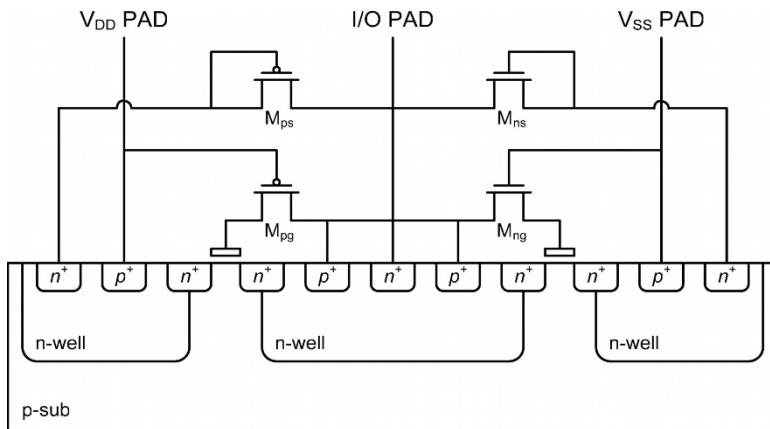 V_DD PAD I/O PAD V_SS PAD
M_ps M_ns
M_pg M_ng
n⁺ p⁺ n⁺ n⁺ p⁺ n⁺ p⁺ n⁺ n⁺ p⁺ n⁺
n-well n-well n-well
p-sub